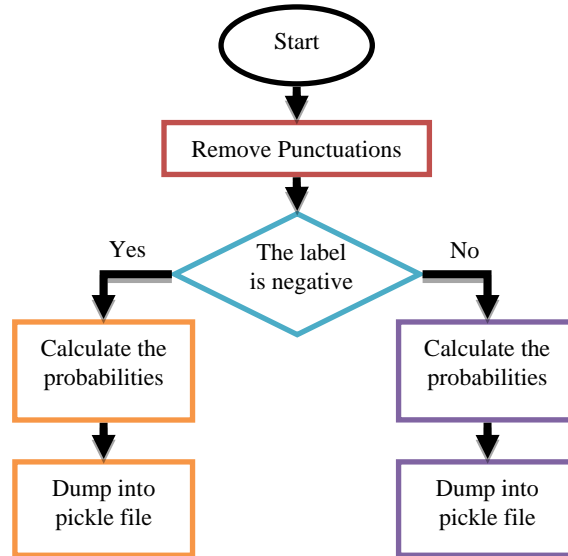 Start
Remove Punctuations
Yes
The label
is negative
No
Calculate the
probabilities
Calculate the
probabilities
Dump into
pickle file
Dump into
pickle file